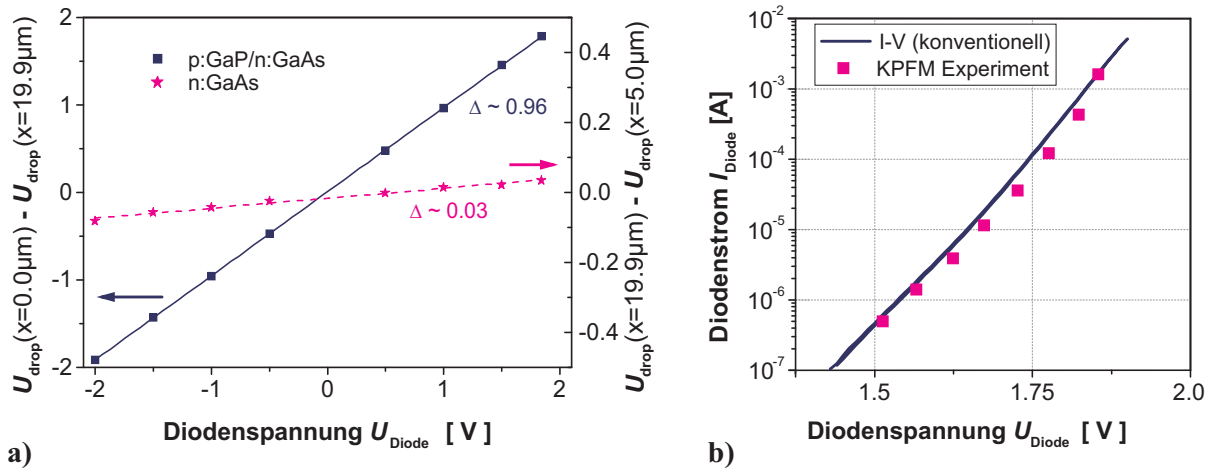 U_drop(x=0.0µm) - U_drop(x=19.9µm)
2
1
0
-1
-2
p:GaP/n:GaAs
n:GaAs
Δ ~ 0.96
Δ ~ 0.03
0.4
0.2
0.0
-0.2
-0.4
U_drop(x=19.9µm) - U_drop(x=5.0µm)
-2 -1 0 1 2
Diodenspannung U_Diode [ V ]
a)
Diodenstrom I_Diode [A]
10^-2
10^-3
10^-4
10^-5
10^-6
10^-7
I-V (konventionell)
KPFM Experiment
1.5 1.75 2.0
Diodenspannung U_Diode [ V ]
b)